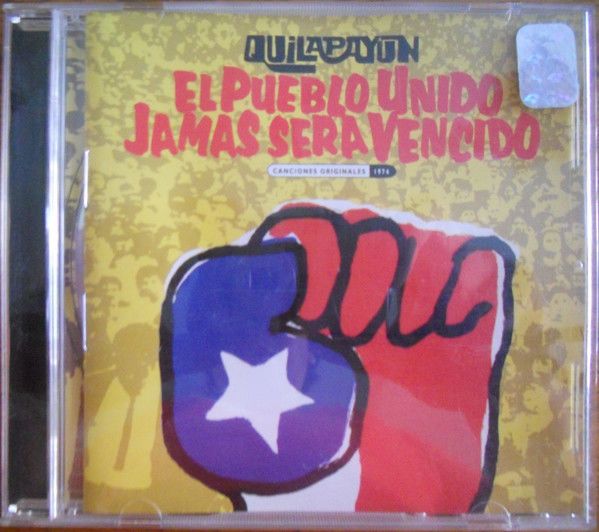 QUILAPAYUN
EL PUEBLO UNIDO
JAMAS SERA VENCIDO
CANCIONES ORIGINALES 1974